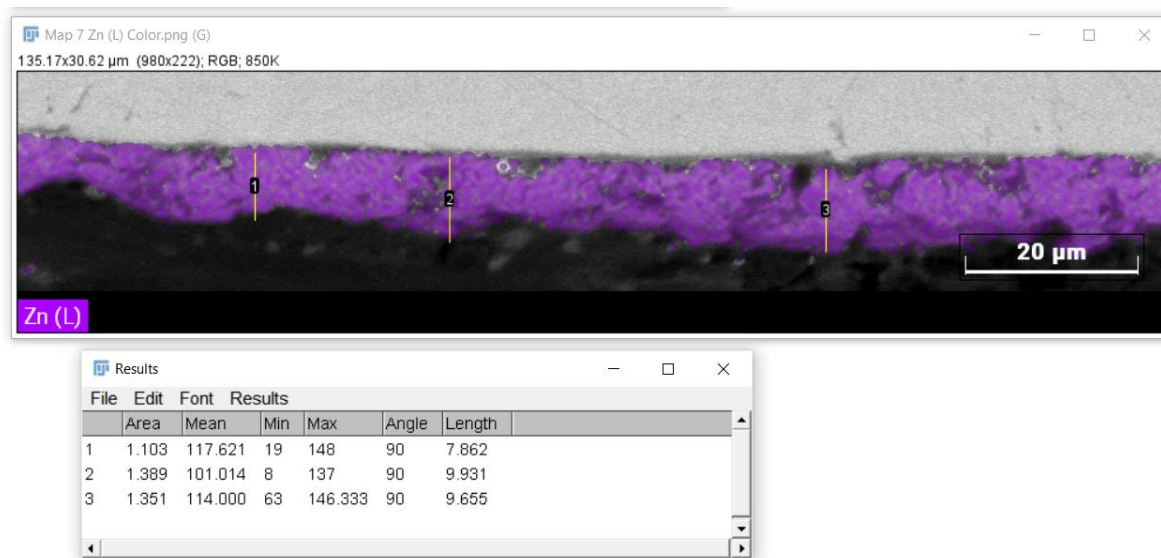 Map 7 Zn (L) Color.png (G)
135.17x30.62 µm (980x222); RGB; 850K
1
2
3
20 µm
Zn (L)
Results
File Edit Font Results
Area Mean Min Max Angle Length
1 1.103 117.621 19 148 90 7.862
2 1.389 101.014 8 137 90 9.931
3 1.351 114.000 63 146.333 90 9.655